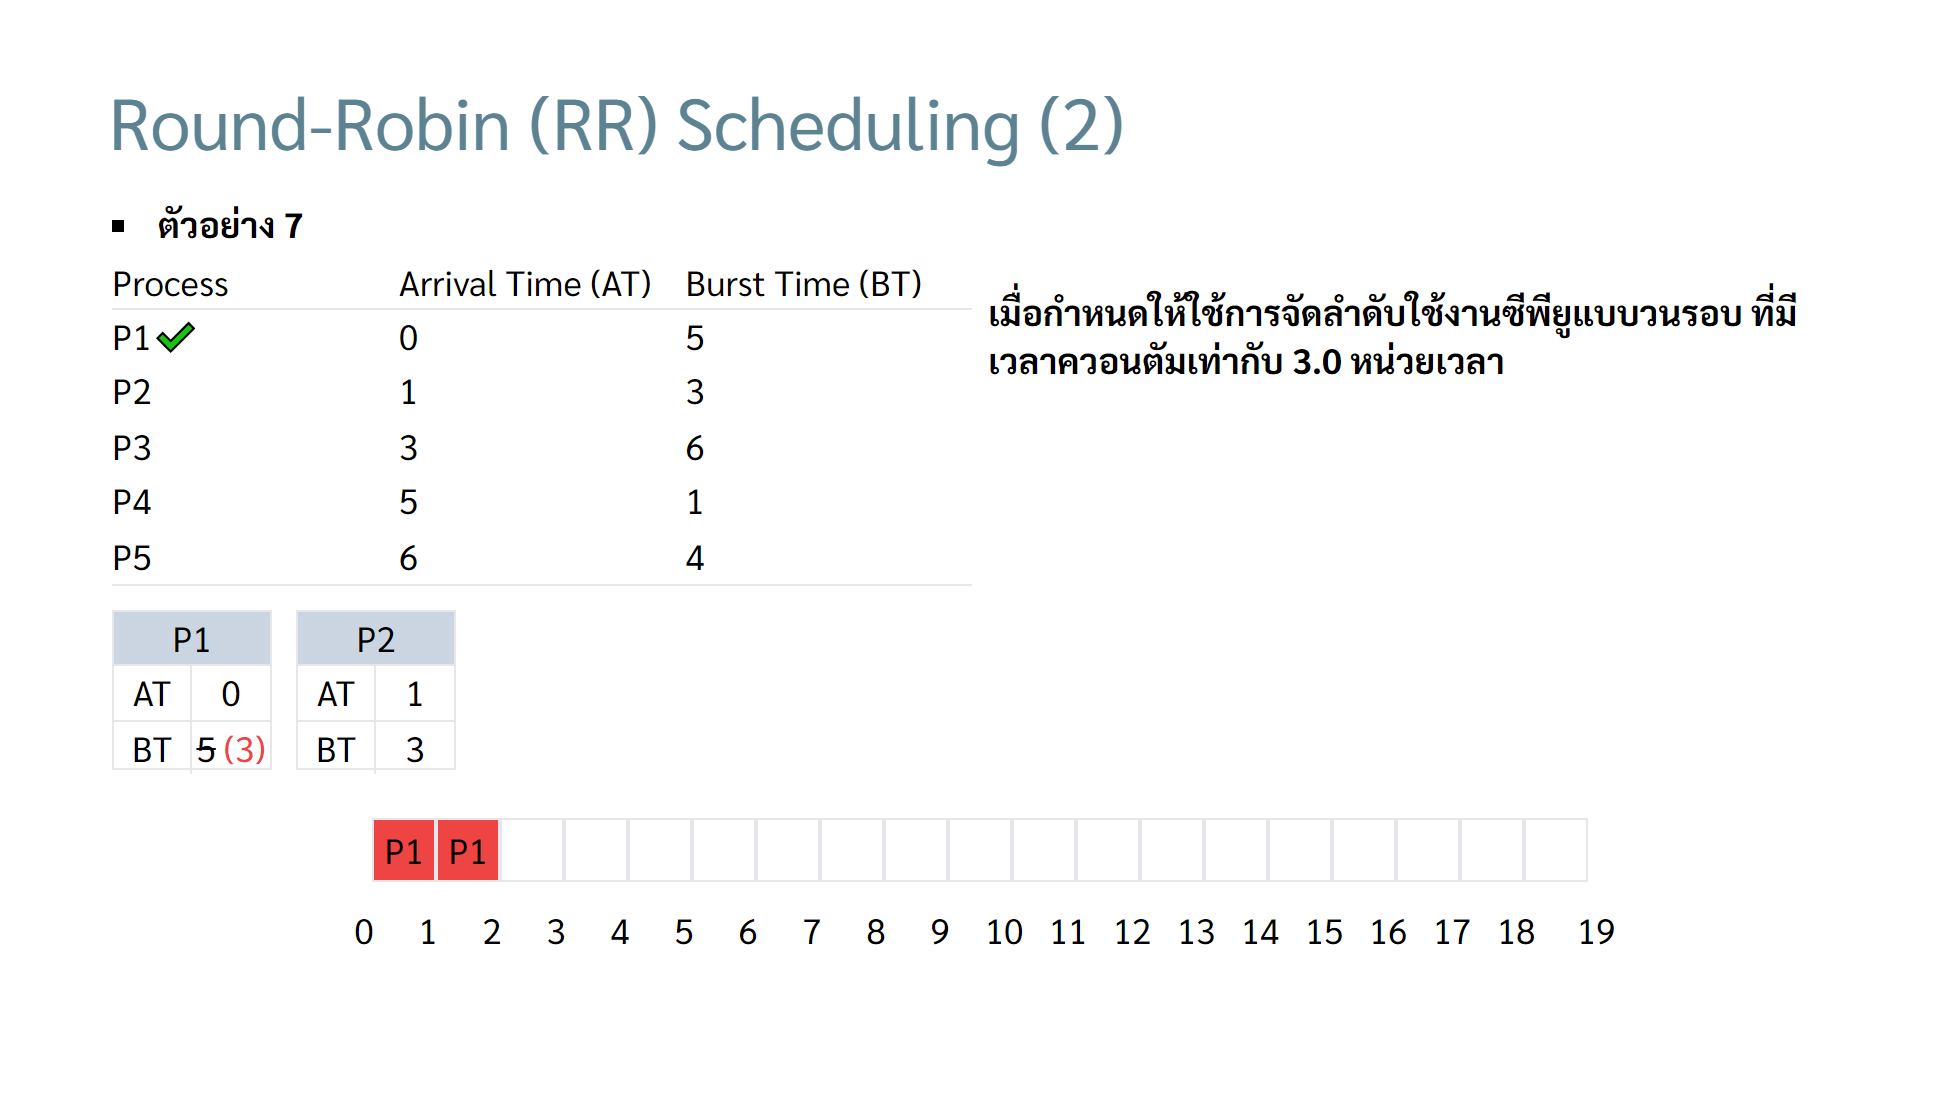 Round-Robin (RR) Scheduling (2)
▪ ตัวอย่าง 7
Process Arrival Time (AT) Burst Time (BT)
P1 0 5
P2 1 3
P3 3 6
P4 5 1
P5 6 4
เมื่อกำหนดให้ใช้การจัดลำดับใช้งานซีพียูแบบวนรอบ ที่มี
เวลาควอนตัมเท่ากับ 3.0 หน่วยเวลา
P1 P2
AT 0 AT 1
BT 5 (3) BT 3
P1 P1
0 1 2 3 4 5 6 7 8 9 10 11 12 13 14 15 16 17 18 19